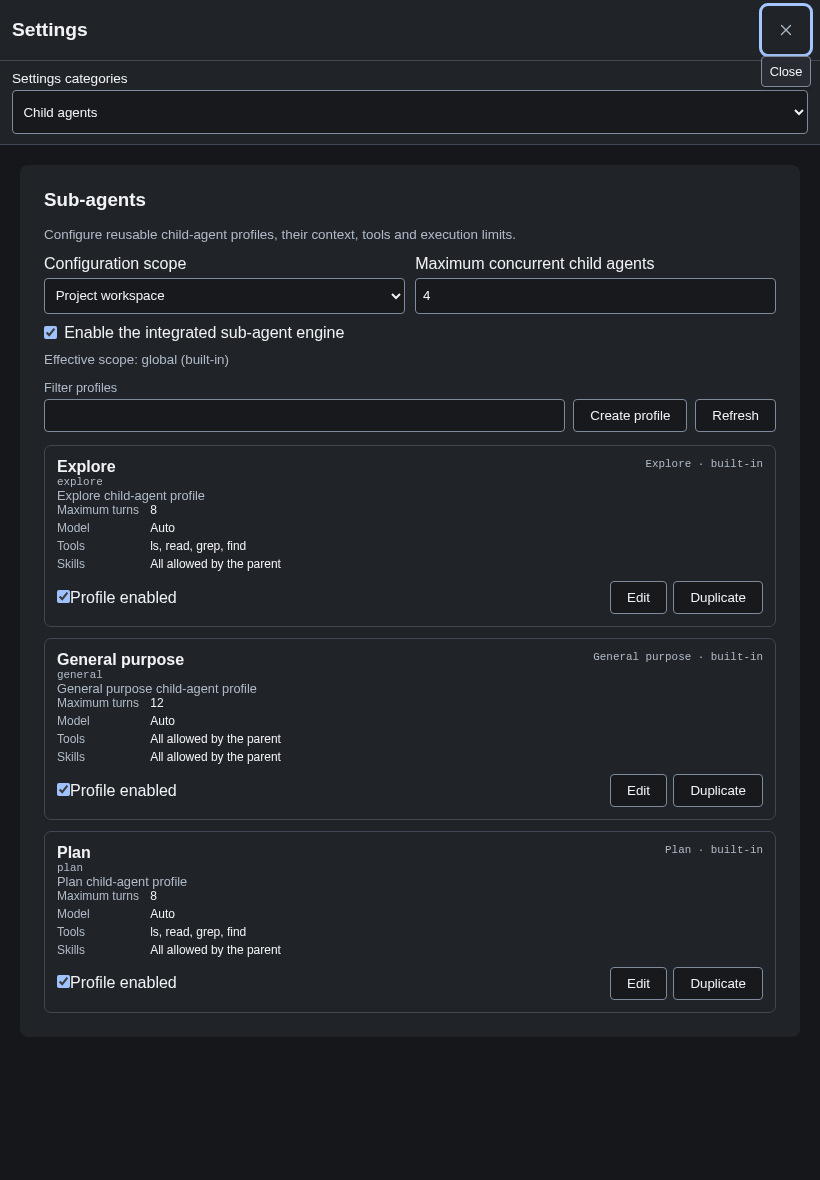 Settings
Close
Settings categories
Child agents
Sub-agents
Configure reusable child-agent profiles, their context, tools and execution limits.
Configuration scope
Maximum concurrent child agents
Project workspace
4
Enable the integrated sub-agent engine
Effective scope: global (built-in)
Filter profiles
Create profile
Refresh
Explore
Explore · built-in
explore
Explore child-agent profile
Maximum turns 8
Model Auto
Tools ls, read, grep, find
Skills All allowed by the parent
Profile enabled
Edit
Duplicate
General purpose
General purpose · built-in
general
General purpose child-agent profile
Maximum turns 12
Model Auto
Tools All allowed by the parent
Skills All allowed by the parent
Profile enabled
Edit
Duplicate
Plan
Plan · built-in
plan
Plan child-agent profile
Maximum turns 8
Model Auto
Tools ls, read, grep, find
Skills All allowed by the parent
Profile enabled
Edit
Duplicate